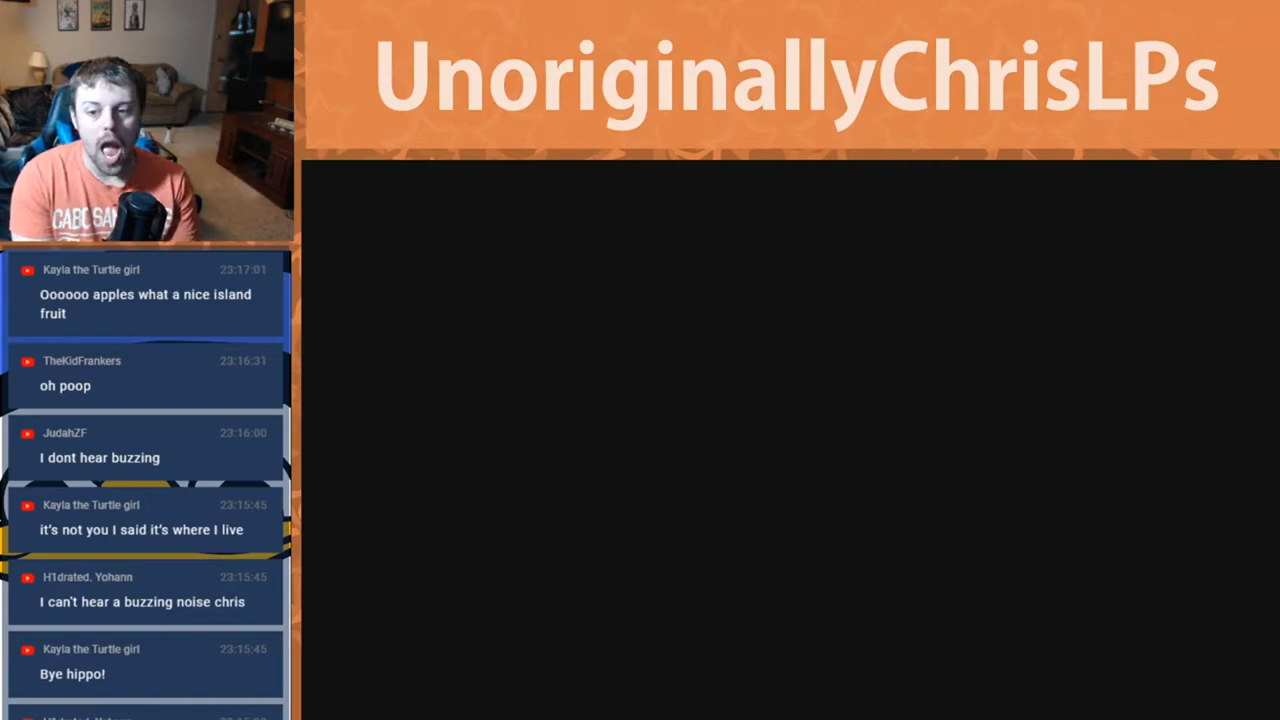 UnoriginallyChrisLPs
Kayla the Turtle girl 23:17:01
Oooooo apples what a nice island
fruit
TheKidFrankers 23:16:31
oh poop
JudahZF 23:16:00
I dont hear buzzing
Kayla the Turtle girl 23:15:45
it's not you I said it's where I live
H1drated. Yohann 23:15:45
I can't hear a buzzing noise chris
Kayla the Turtle girl 23:15:45
Bye hippo!